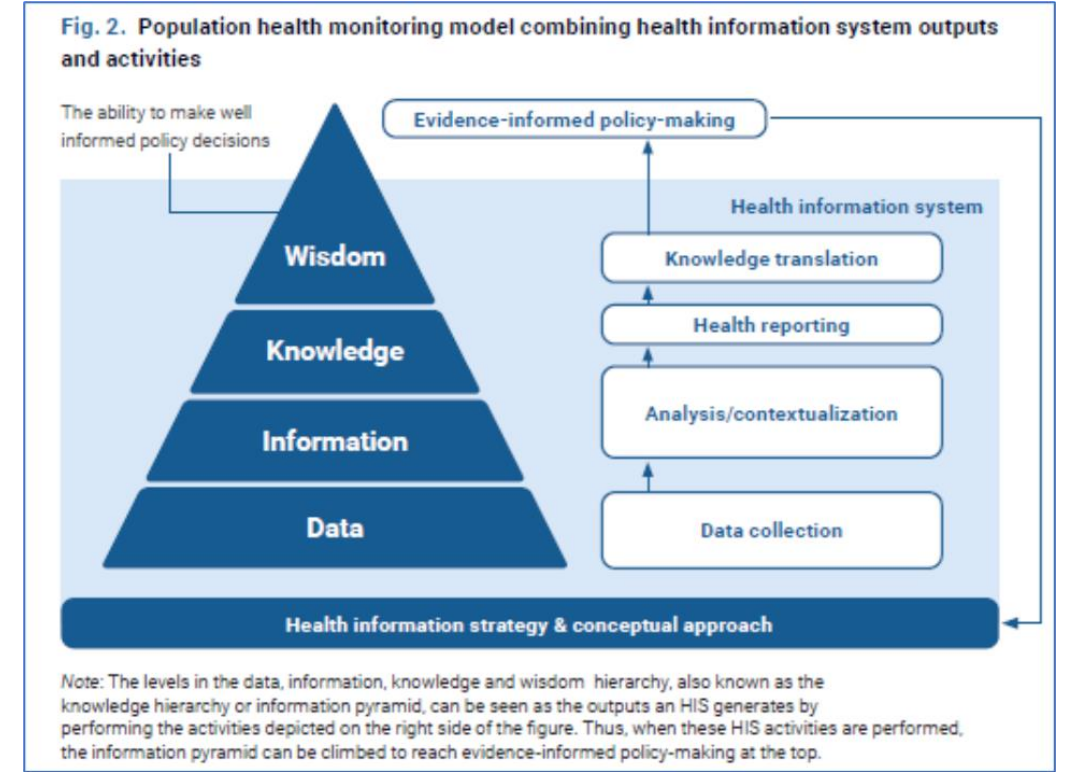 Fig. 2. Population health monitoring model combining health information system outputs
and activities
The ability to make well
informed policy decisions
Evidence-informed policy-making
Health information system
Wisdom
Knowledge translation
Health reporting
Knowledge
Analysis/contextualization
Information
Data
Data collection
Health information strategy & conceptual approach
Note: The levels in the data, information, knowledge and wisdom hierarchy, also known as the
knowledge hierarchy or information pyramid, can be seen as the outputs an HIS generates by
performing the activities depicted on the right side of the figure. Thus, when these HIS activities are performed,
the information pyramid can be climbed to reach evidence-informed policy-making at the top.